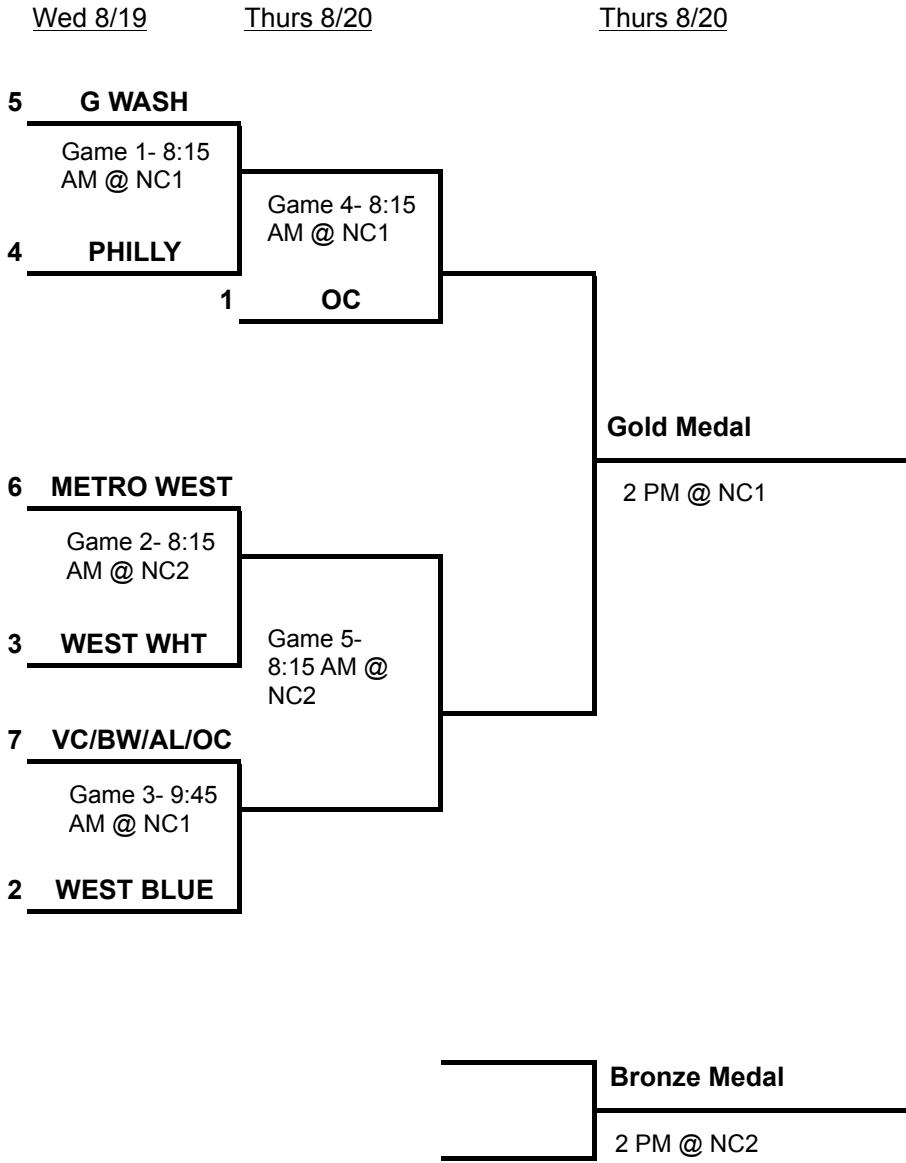 Wed 8/19 Thurs 8/20 Thurs 8/20
5 G WASH
Game 1- 8:15
AM @ NC1
Game 4- 8:15
AM @ NC1
4 PHILLY
1 OC
Gold Medal
2 PM @ NC1
6 METRO WEST
Game 2- 8:15
AM @ NC2
3 WEST WHT
Game 5-
8:15 AM @
NC2
7 VC/BW/AL/OC
Game 3- 9:45
AM @ NC1
2 WEST BLUE
Bronze Medal
2 PM @ NC2